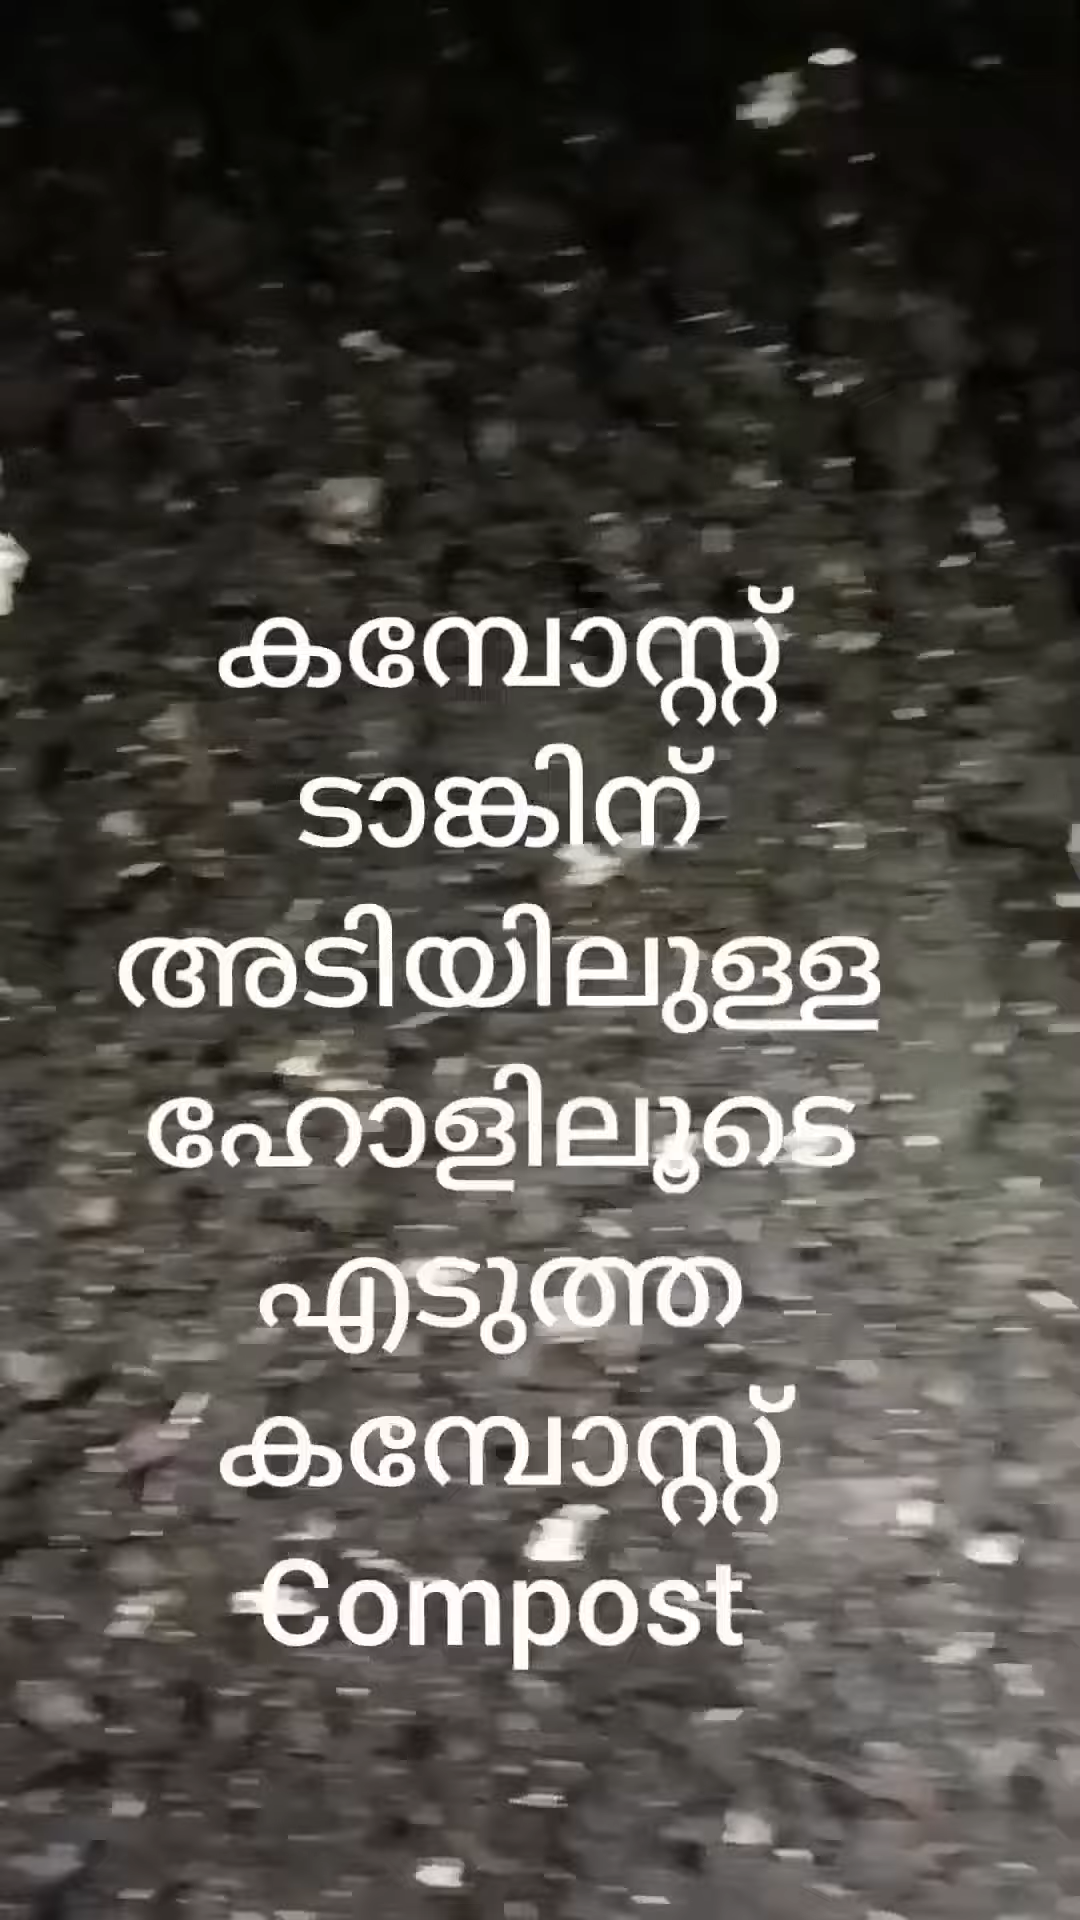 കമ്പോസ്റ്റ്
ടാങ്കിന്
അടിയിലുള്ള
ഹോളിലൂടെ
എടുത്ത
കമ്പോസ്റ്റ്
Compost